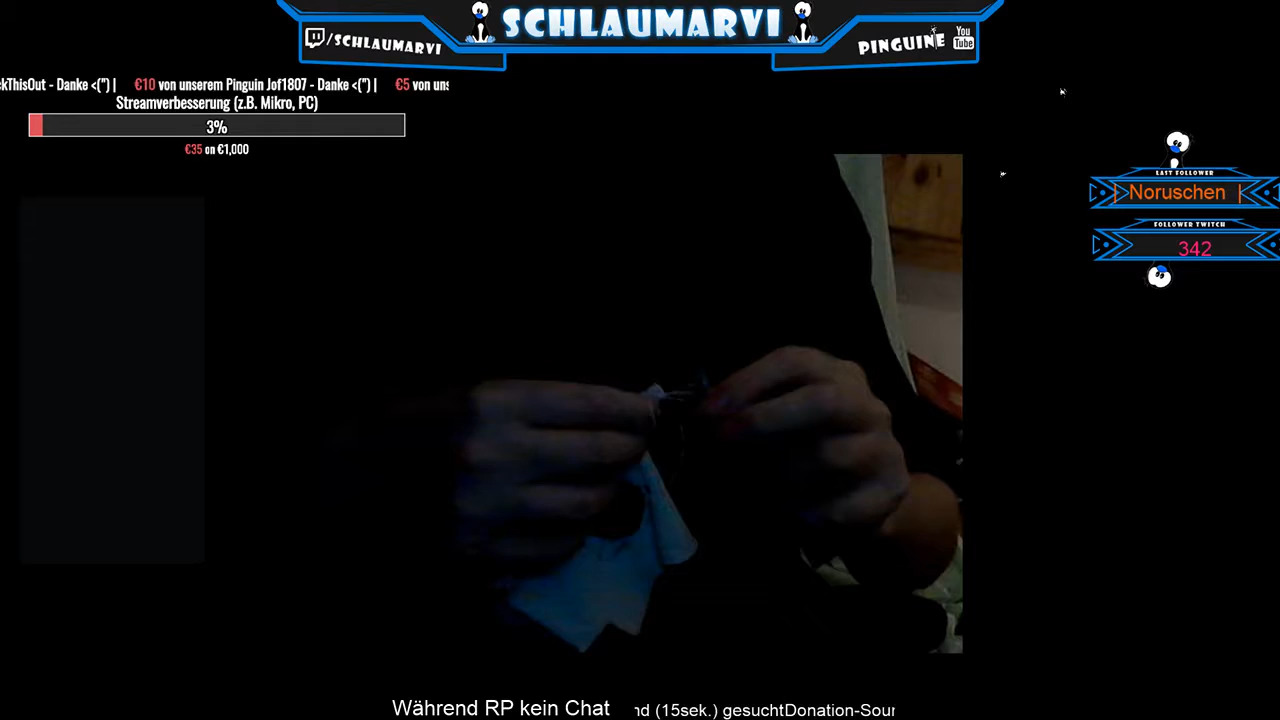 SCHLAUMARVI
/SCHLAUMARVI
PINGUINE
You
Tube
ckThisOut - Danke <(") | €10 von unserem Pinguin Jof1807 - Danke <(") | €5 von uns
Streamverbesserung (z.B. Mikro, PC)
3%
€35 on €1,000
LAST FOLLOWER
| Noruschen |
FOLLOWER TWITCH
342
Während RP kein Chat
nd (15sek.) gesuchtDonation-Sour